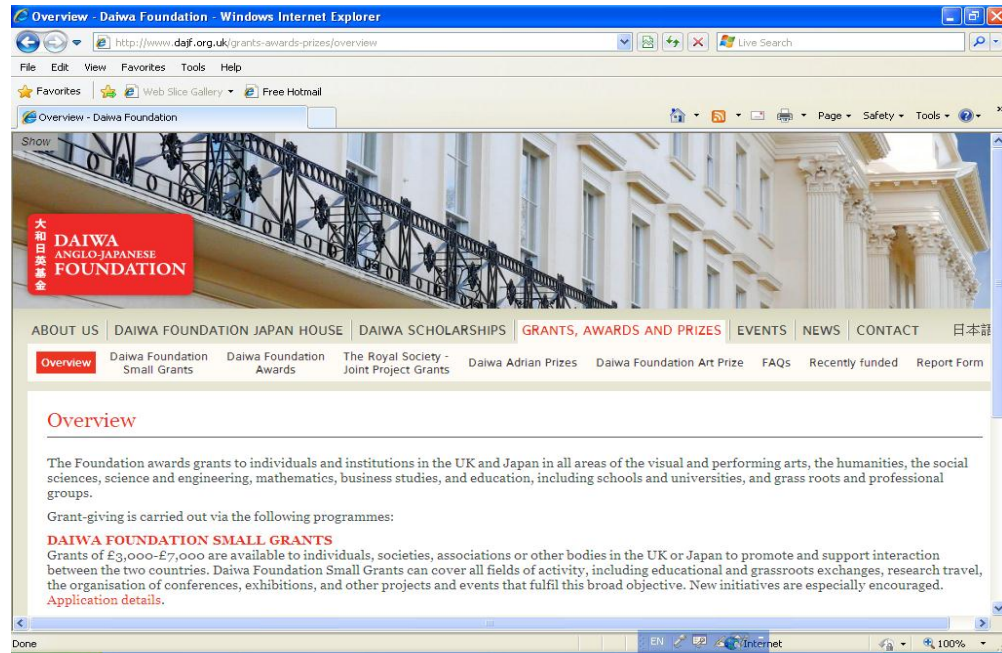 Overview - Daiwa Foundation - Windows Internet Explorer
http://www.dajf.org.uk/grants-awards-prizes/overview
Live Search
File Edit View Favorites Tools Help
Favorites Web Slice Gallery Free Hotmail
Overview - Daiwa Foundation
Page Safety Tools »
Show
大和日英基金
DAIWA
ANGLO-JAPANESE
FOUNDATION
ABOUT US DAIWA FOUNDATION JAPAN HOUSE DAIWA SCHOLARSHIPS GRANTS, AWARDS AND PRIZES EVENTS NEWS CONTACT 日本語
Overview Daiwa Foundation Small Grants Daiwa Foundation Awards The Royal Society - Joint Project Grants Daiwa Adrian Prizes Daiwa Foundation Art Prize FAQs Recently funded Report Form
Overview
The Foundation awards grants to individuals and institutions in the UK and Japan in all areas of the visual and performing arts, the humanities, the social
sciences, science and engineering, mathematics, business studies, and education, including schools and universities, and grass roots and professional
groups.
Grant-giving is carried out via the following programmes:
DAIWA FOUNDATION SMALL GRANTS
Grants of £3,000-£7,000 are available to individuals, societies, associations or other bodies in the UK or Japan to promote and support interaction
between the two countries. Daiwa Foundation Small Grants can cover all fields of activity, including educational and grassroots exchanges, research travel,
the organisation of conferences, exhibitions, and other projects and events that fulfil this broad objective. New initiatives are especially encouraged.
Application details.
Done EN Internet 100%